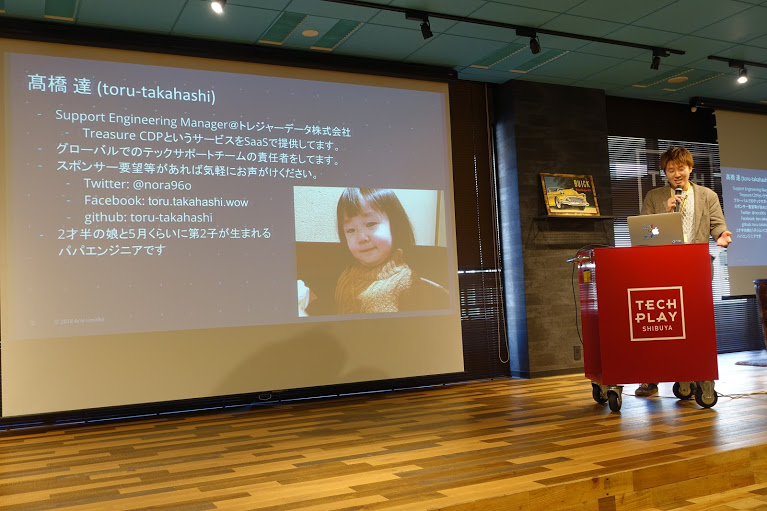 髙橋 達 (toru-takahashi)
- Support Engineering Manager@トレジャーデータ株式会社
- Treasure CDPというサービスをSaaSで提供してます。
- グローバルでのテックサポートチームの責任者をしてます。
- スポンサー要望等があれば気軽にお声がけください。
- Twitter: @nora96o
- Facebook: toru.takahashi.wow
- github: toru-takahashi
- 2才半の娘と5月くらいに第2子が生まれる
パパエンジニアです
BUICK
TECH
PLAY
SHIBUYA
TECH
髙橋 達 (toru-takahashi)